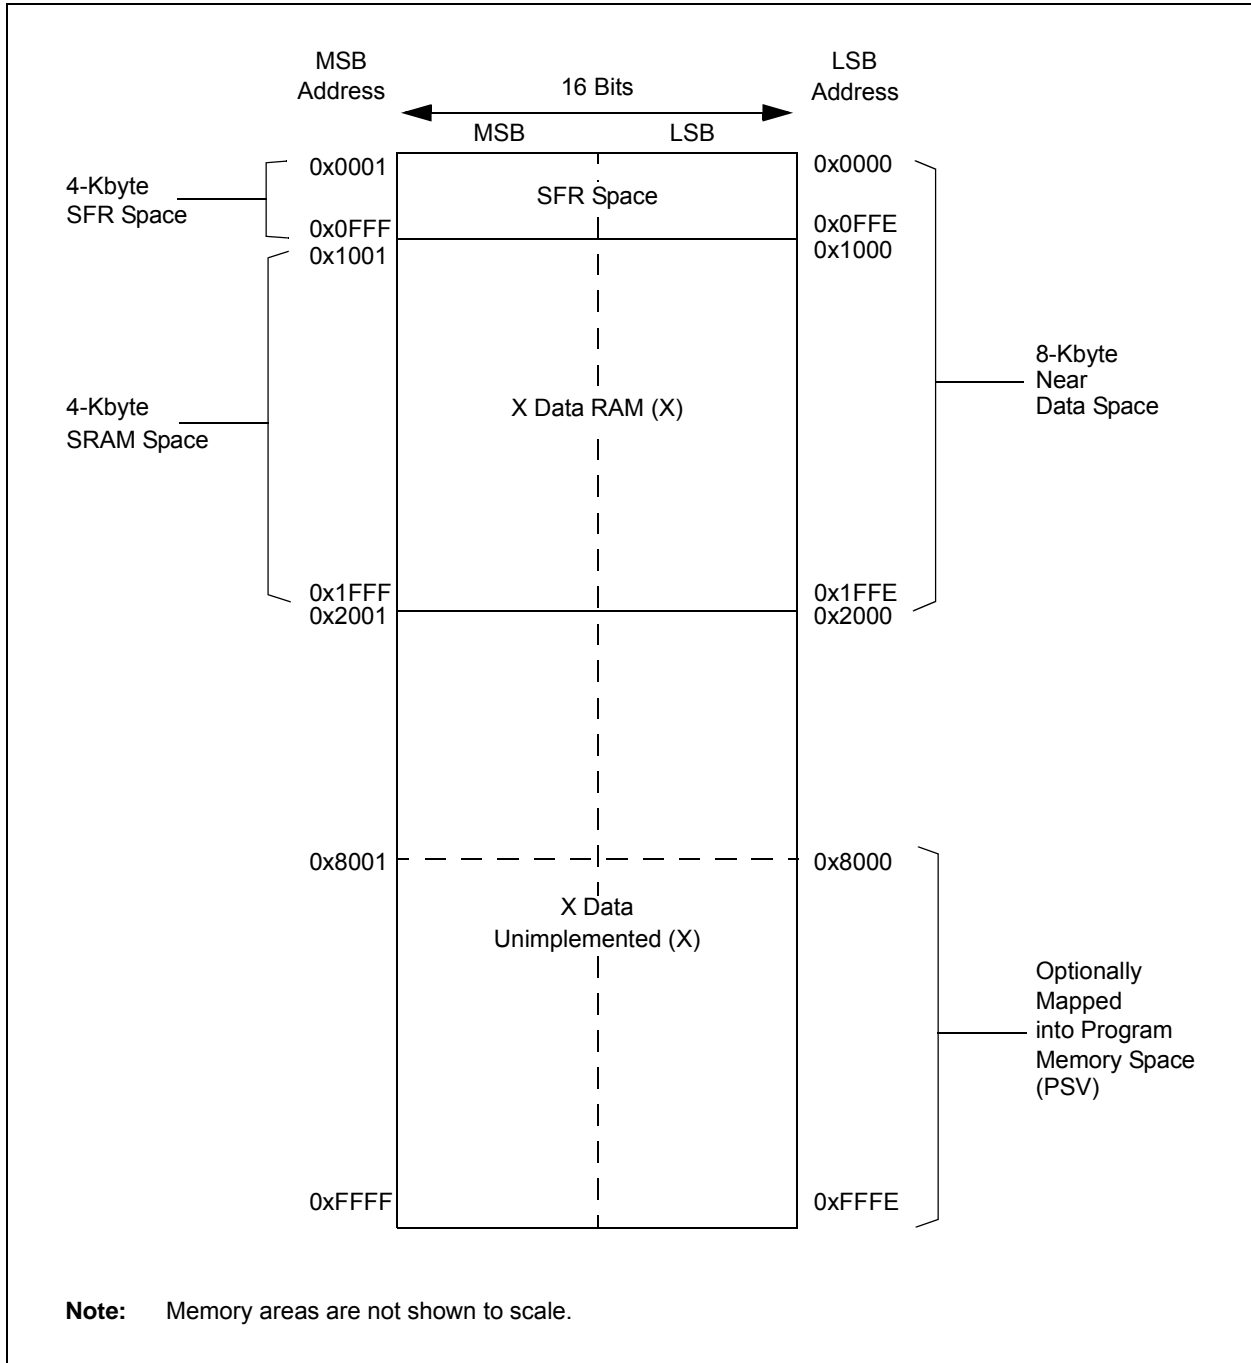 MSB
Address
LSB
Address
16 Bits
MSB
LSB
0x0001
0x0000
4-Kbyte
SFR Space
SFR Space
0x0FFF
0x0FFE
0x1001
0x1000
8-Kbyte
Near
Data Space
4-Kbyte
SRAM Space
X Data RAM (X)
0x1FFF
0x1FFE
0x2001
0x2000
0x8001
0x8000
X Data
Unimplemented (X)
Optionally
Mapped
into Program
Memory Space
(PSV)
0xFFFF
0xFFFE
Note: Memory areas are not shown to scale.